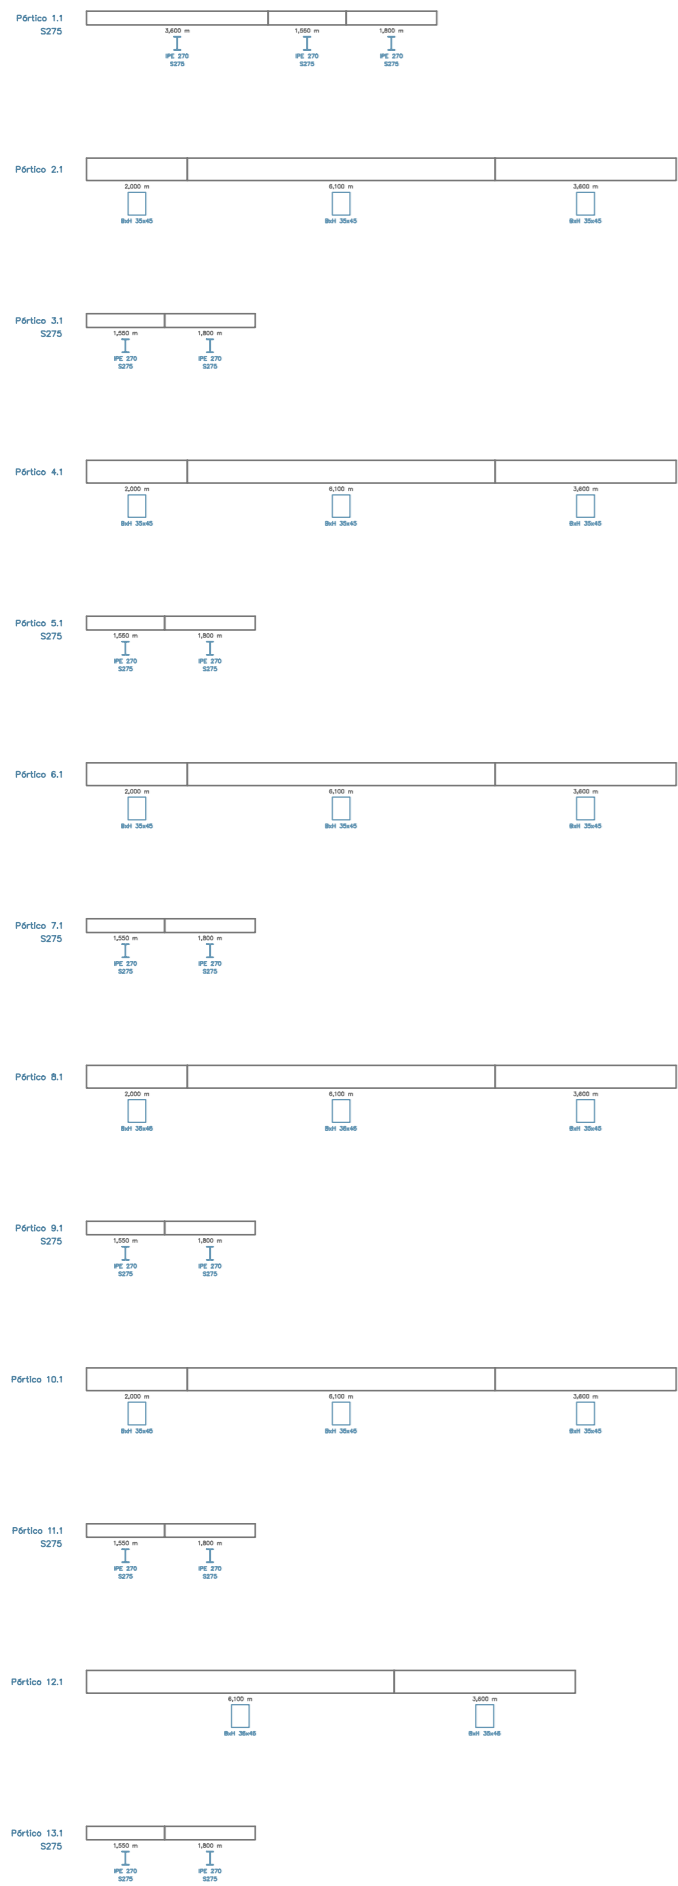 Pórtico 1.1
S275
3,600 m
1,550 m
1,800 m
IPE 270
S275
IPE 270
S275
IPE 270
S275
Pórtico 2.1
2,000 m
6,100 m
3,600 m
BxH 35x45
BxH 35x45
BxH 35x45
Pórtico 3.1
S275
1,550 m
1,800 m
IPE 270
S275
IPE 270
S275
Pórtico 4.1
2,000 m
6,100 m
3,600 m
BxH 35x45
BxH 35x45
BxH 35x45
Pórtico 5.1
S275
1,550 m
1,800 m
IPE 270
S275
IPE 270
S275
Pórtico 6.1
2,000 m
6,100 m
3,600 m
BxH 35x45
BxH 35x45
BxH 35x45
Pórtico 7.1
S275
1,550 m
1,800 m
IPE 270
S275
IPE 270
S275
Pórtico 8.1
2,000 m
6,100 m
3,600 m
BxH 35x45
BxH 35x45
BxH 35x45
Pórtico 9.1
S275
1,550 m
1,800 m
IPE 270
S275
IPE 270
S275
Pórtico 10.1
2,000 m
6,100 m
3,600 m
BxH 35x45
BxH 35x45
BxH 35x45
Pórtico 11.1
S275
1,550 m
1,800 m
IPE 270
S275
IPE 270
S275
Pórtico 12.1
6,100 m
3,600 m
BxH 35x45
BxH 35x45
Pórtico 13.1
S275
1,550 m
1,800 m
IPE 270
S275
IPE 270
S275